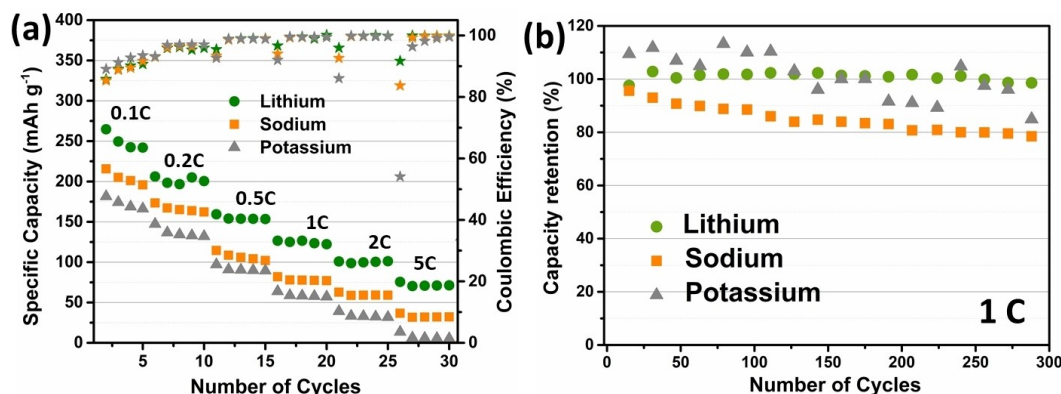 (a)
Specific Capacity (mAh g⁻¹)
400
350
300
250
200
150
100
50
0
0.1C
0.2C
0.5C
1C
2C
5C
Lithium
Sodium
Potassium
100
80
60
40
20
0
Coulombic Efficiency (%)
5
10
15
20
25
30
Number of Cycles
(b)
Capacity retention (%)
120
100
80
60
40
20
0
Lithium
Sodium
Potassium
1 C
0
50
100
150
200
250
300
Number of Cycles